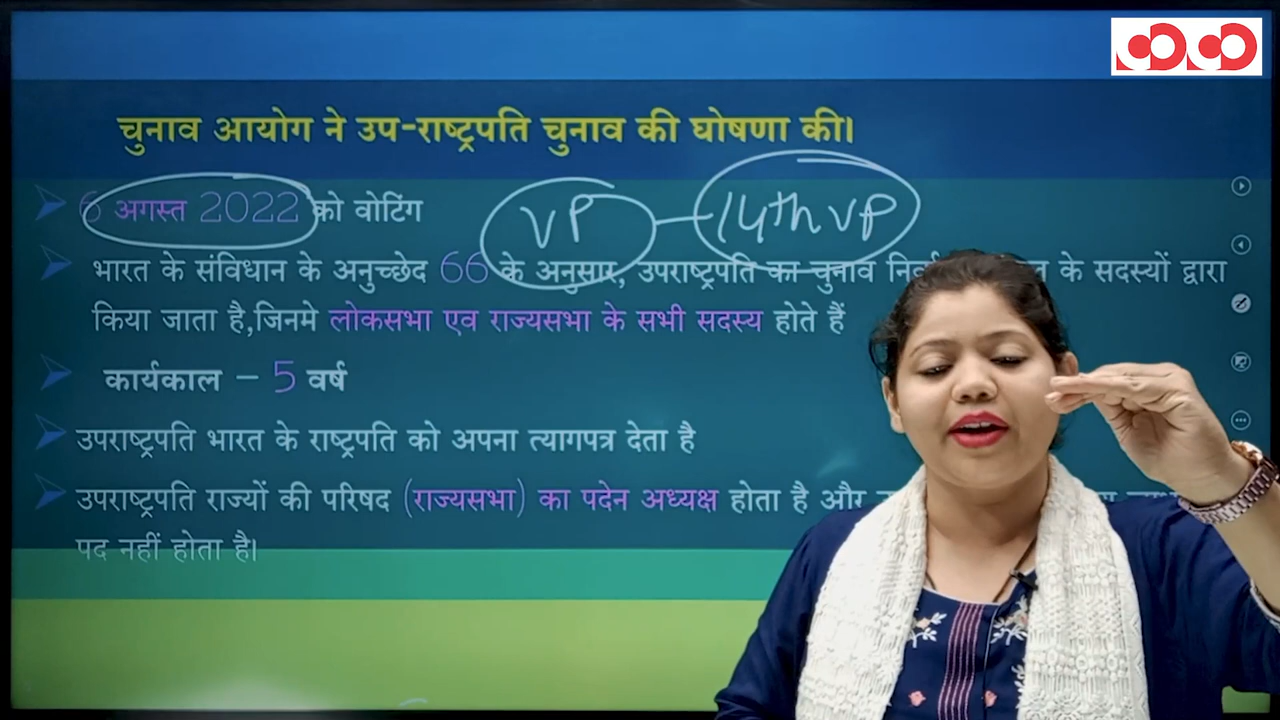 चुनाव आयोग ने उप-राष्ट्रपति चुनाव की घोषणा की।
6 अगस्त 2022 को वोटिंग
VP 14th VP
भारत के संविधान के अनुच्छेद 66 के अनुसार, उपराष्ट्रपति का चुनाव के सदस्यों द्वारा
किया जाता है,जिनमे लोकसभा एव राज्यसभा के सभी सदस्य होते हैं
कार्यकाल – 5 वर्ष
उपराष्ट्रपति भारत के राष्ट्रपति को अपना त्यागपत्र देता है
उपराष्ट्रपति राज्यों की परिषद (राज्यसभा) का पदेन अध्यक्ष होता है और
पद नहीं होता है।